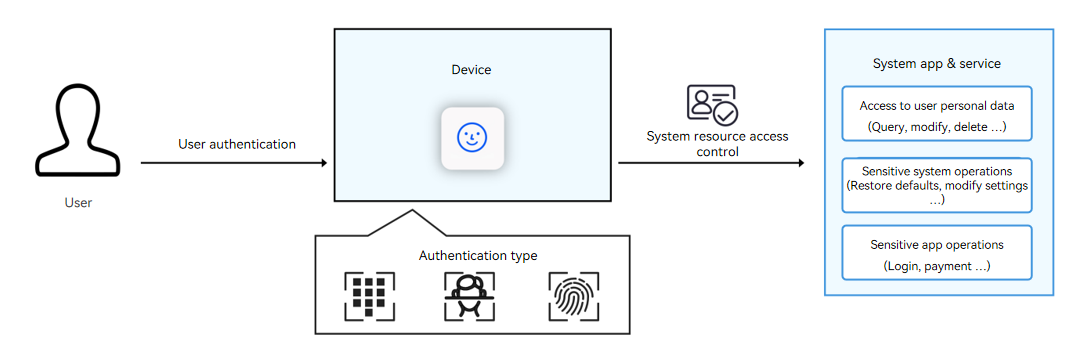 User
User authentication
Device
Authentication type
System resource access
control
System app & service
Access to user personal data
(Query, modify, delete ...)
Sensitive system operations
(Restore defaults, modify settings
...)
Sensitive app operations
(Login, payment ...)